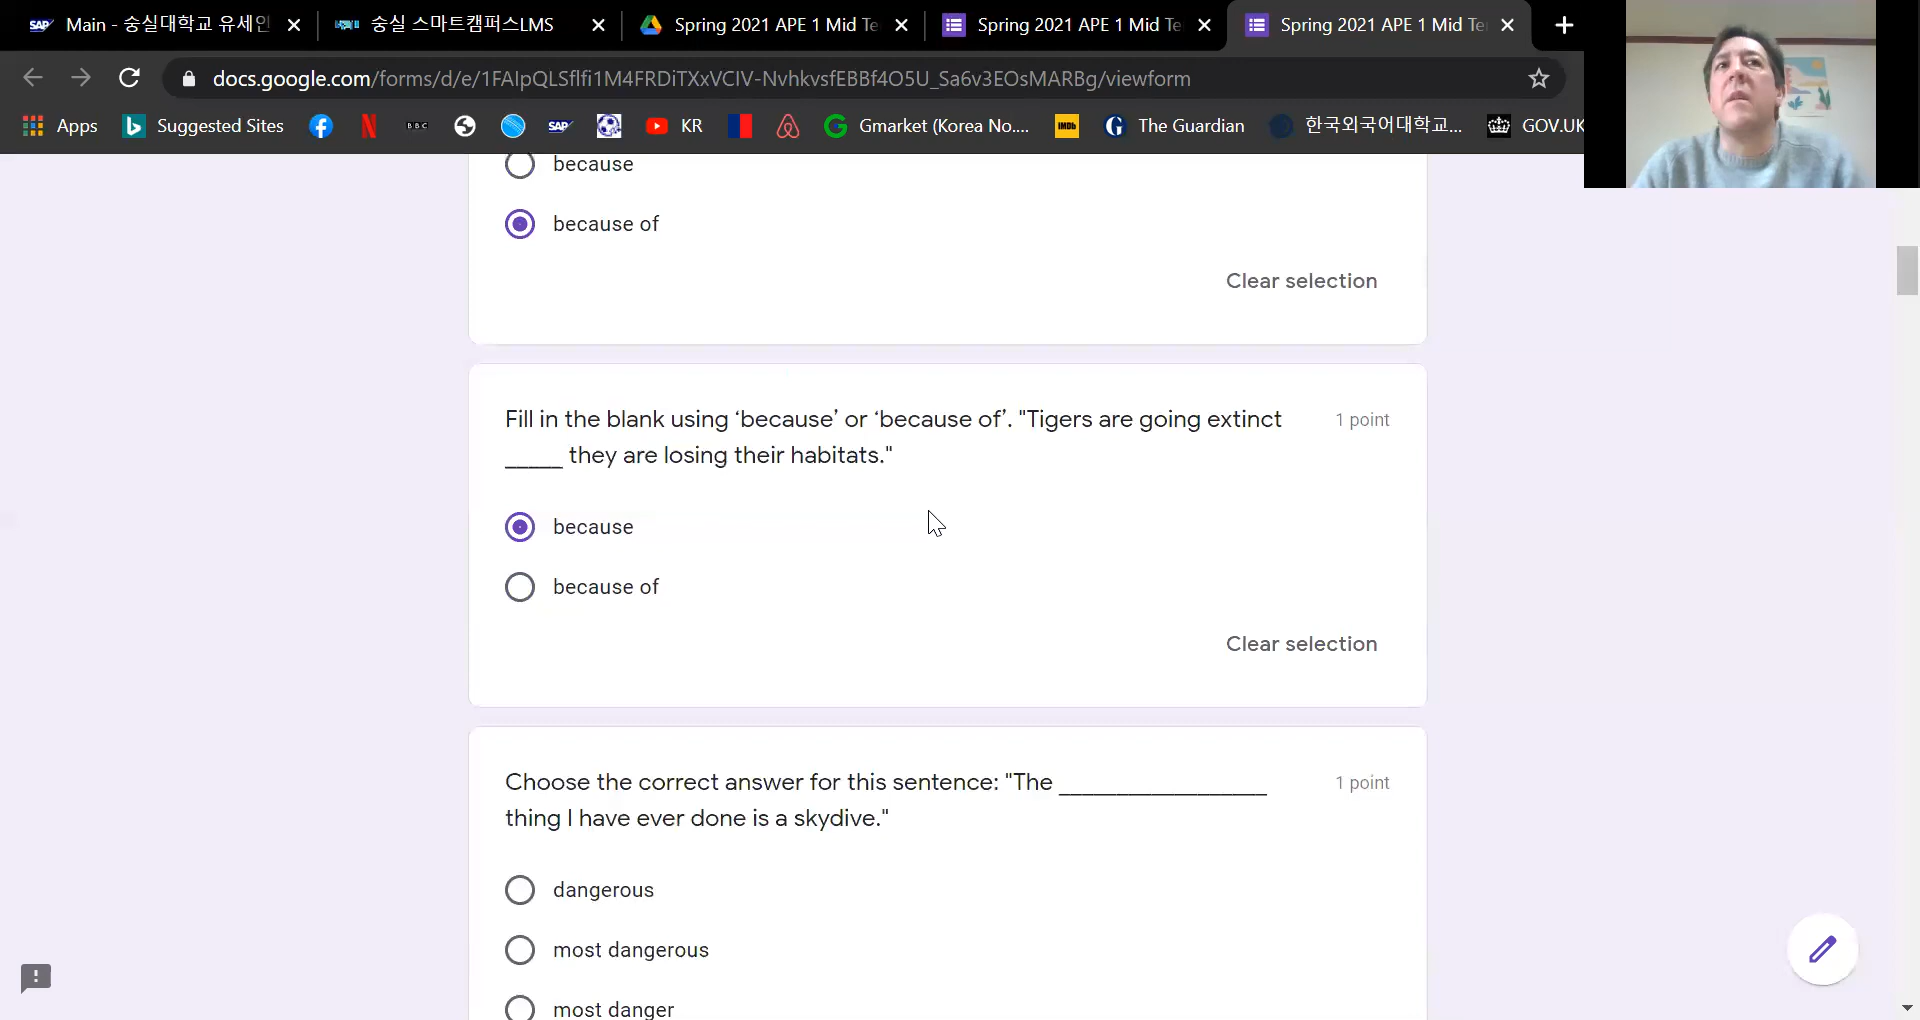 SAP Main - 숭실대학교 유세인
숭실 스마트캠퍼스LMS
Spring 2021 APE 1 Mid Te
Spring 2021 APE 1 Mid Te
Spring 2021 APE 1 Mid Te
docs.google.com/forms/d/e/1FAIpQLSflfi1M4FRDiTXxVCIV-NvhkvsfEBBf4O5U_Sa6v3EOsMARBg/viewform
Apps Suggested Sites BBC SAP KR Gmarket (Korea No.... IMDb The Guardian 한국외국어대학교... GOV.UK
because
because of
Clear selection
Fill in the blank using ‘because’ or ‘because of’. "Tigers are going extinct 1 point
_____ they are losing their habitats."
because
because of
Clear selection
Choose the correct answer for this sentence: "The __________________ 1 point
thing I have ever done is a skydive."
dangerous
most dangerous
most danger